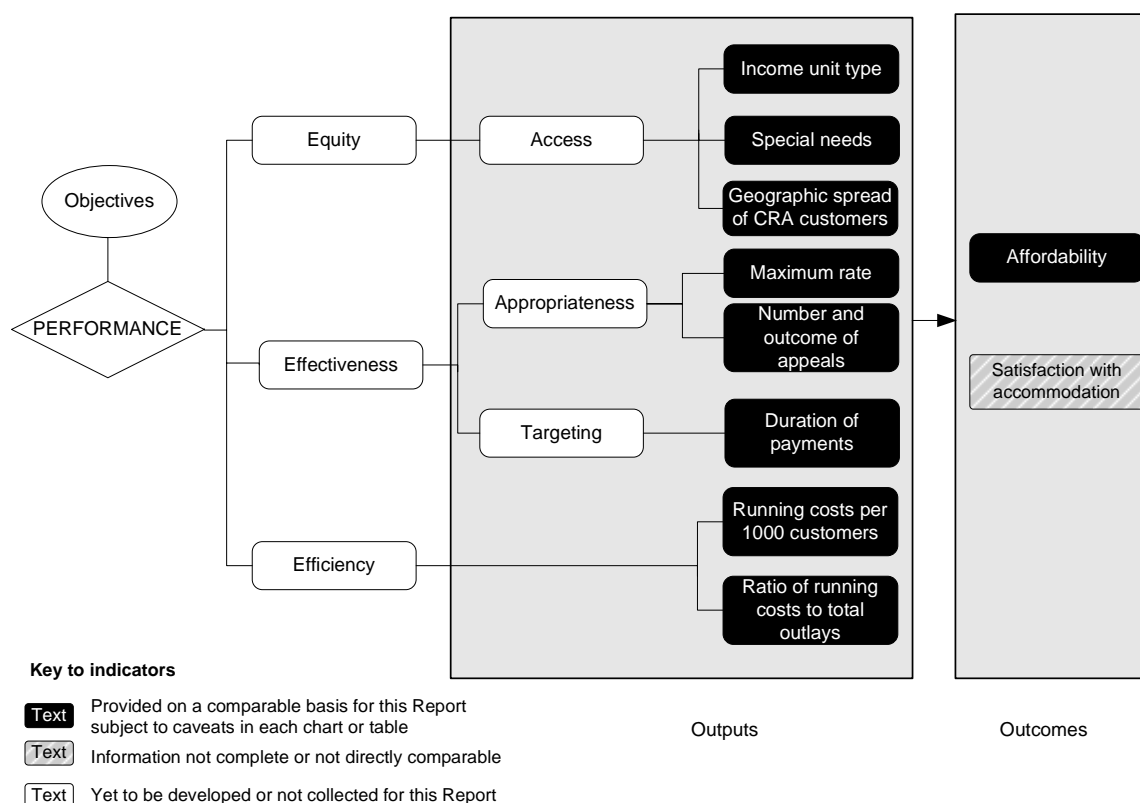 Objectives
PERFORMANCE
Equity
Access
Income unit type
Special needs
Geographic spread
of CRA customers
Effectiveness
Appropriateness
Maximum rate
Number and
outcome of
appeals
Targeting
Duration of
payments
Efficiency
Running costs per
1000 customers
Ratio of running
costs to total
outlays
Affordability
Satisfaction with
accommodation
Outputs
Outcomes
Key to indicators
Text
Provided on a comparable basis for this Report
subject to caveats in each chart or table
Text
Information not complete or not directly comparable
Text
Yet to be developed or not collected for this Report